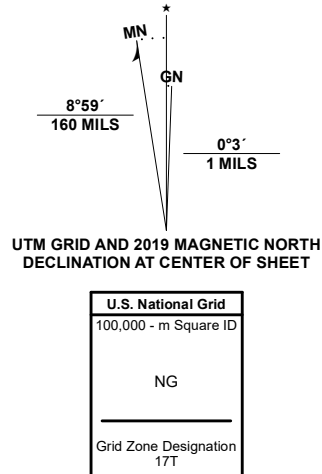 ★
MN
GN
8°59´
160 MILS
0°3´
1 MILS
UTM GRID AND 2019 MAGNETIC NORTH
DECLINATION AT CENTER OF SHEET
U.S. National Grid
100,000 - m Square ID
NG
Grid Zone Designation
17T